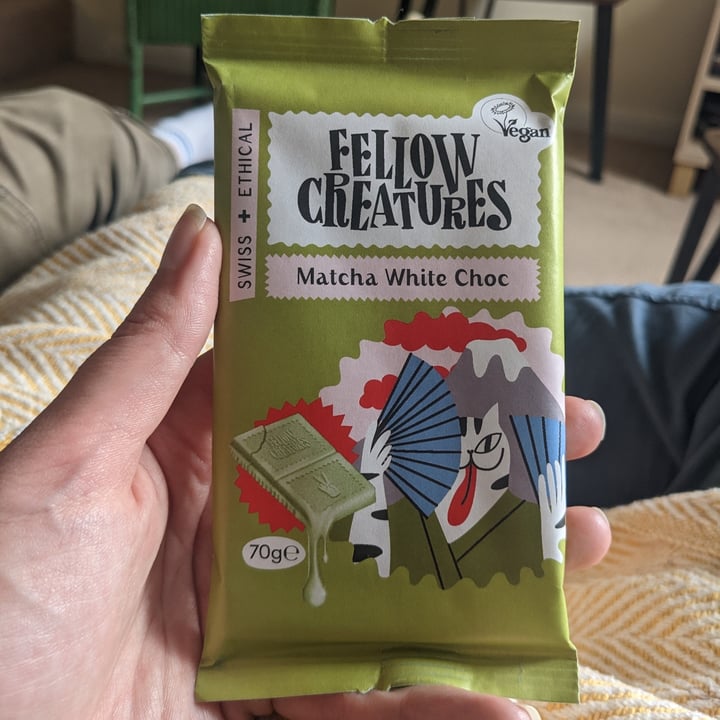 Vegan
SWISS + ETHICAL
FELLOW
CREATURES
Matcha White Choc
70g℮